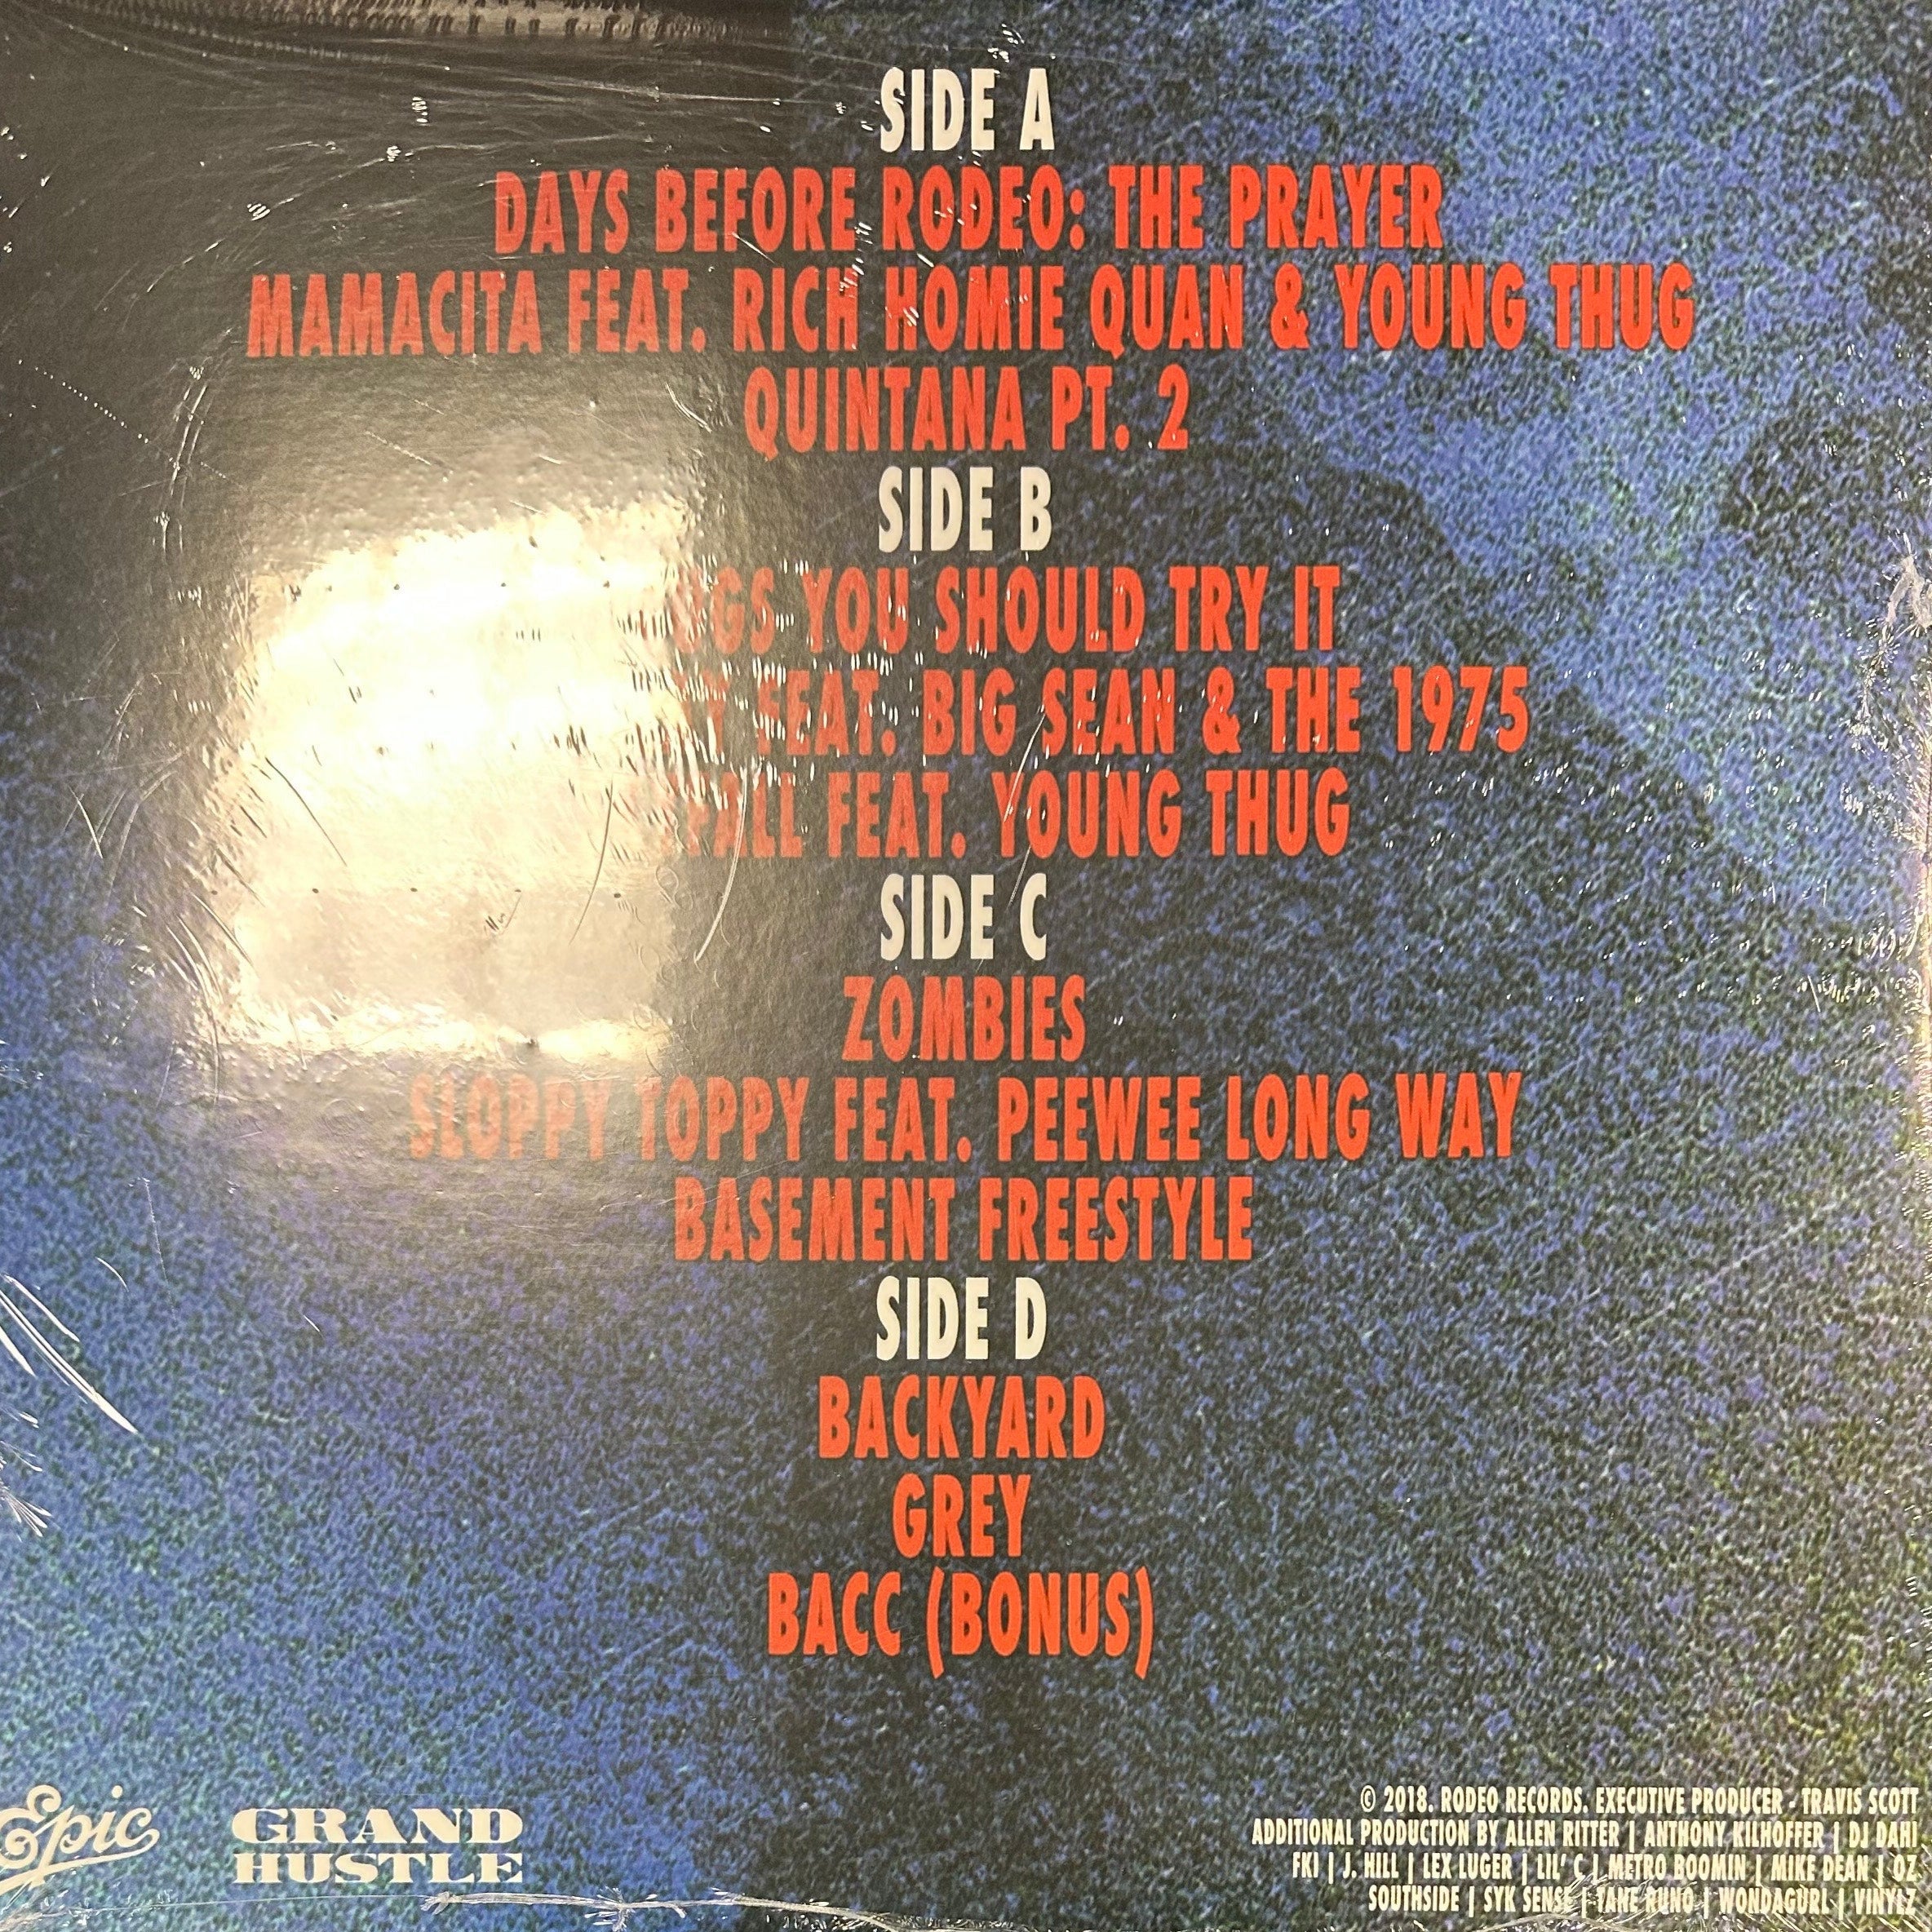 SIDE A
DAYS BEFORE RODEO: THE PRAYER
MAMACITA FEAT. RICH HOMIE QUAN & YOUNG THUG
QUINTANA PT. 2
SIDE B
YOU SHOULD TRY IT
FEAT. BIG SEAN & THE 1975
FEAT. YOUNG THUG
SIDE C
ZOMBIES
SLOPPY TOPPY FEAT. PEEWEE LONG WAY
BASEMENT FREESTYLE
SIDE D
BACKYARD
GREY
BACC (BONUS)
Epic
GRAND
HUSTLE
© 2018. RODEO RECORDS. EXECUTIVE PRODUCER - TRAVIS SCOTT
ADDITIONAL PRODUCTION BY ALLEN RITTER | ANTHONY KILHOFFER | DJ DAHI
FKI | J. HILL | LEX LUGER | LIL' C | METRO BOOMIN | MIKE DEAN | OZ
SOUTHSIDE | SYK SENSE | TAHE RUNO | WONDAGURL | VINYLZ